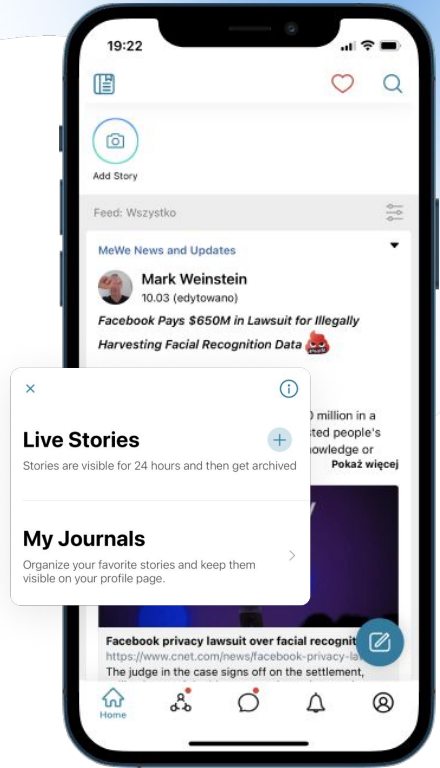 19:22
Add Story
Feed: Wszystko
MeWe News and Updates
Mark Weinstein
10.03 (edytowano)
Facebook Pays $650M in Lawsuit for Illegally
Harvesting Facial Recognition Data
million in a
people's
or
Pokaż więcej
Live Stories
Stories are visible for 24 hours and then get archived
My Journals
Organize your favorite stories and keep them
visible on your profile page.
Facebook privacy lawsuit over facial
https://www.cnet.com/news/facebook-privacy-la
The judge in the case signs off on the settlement,
Home